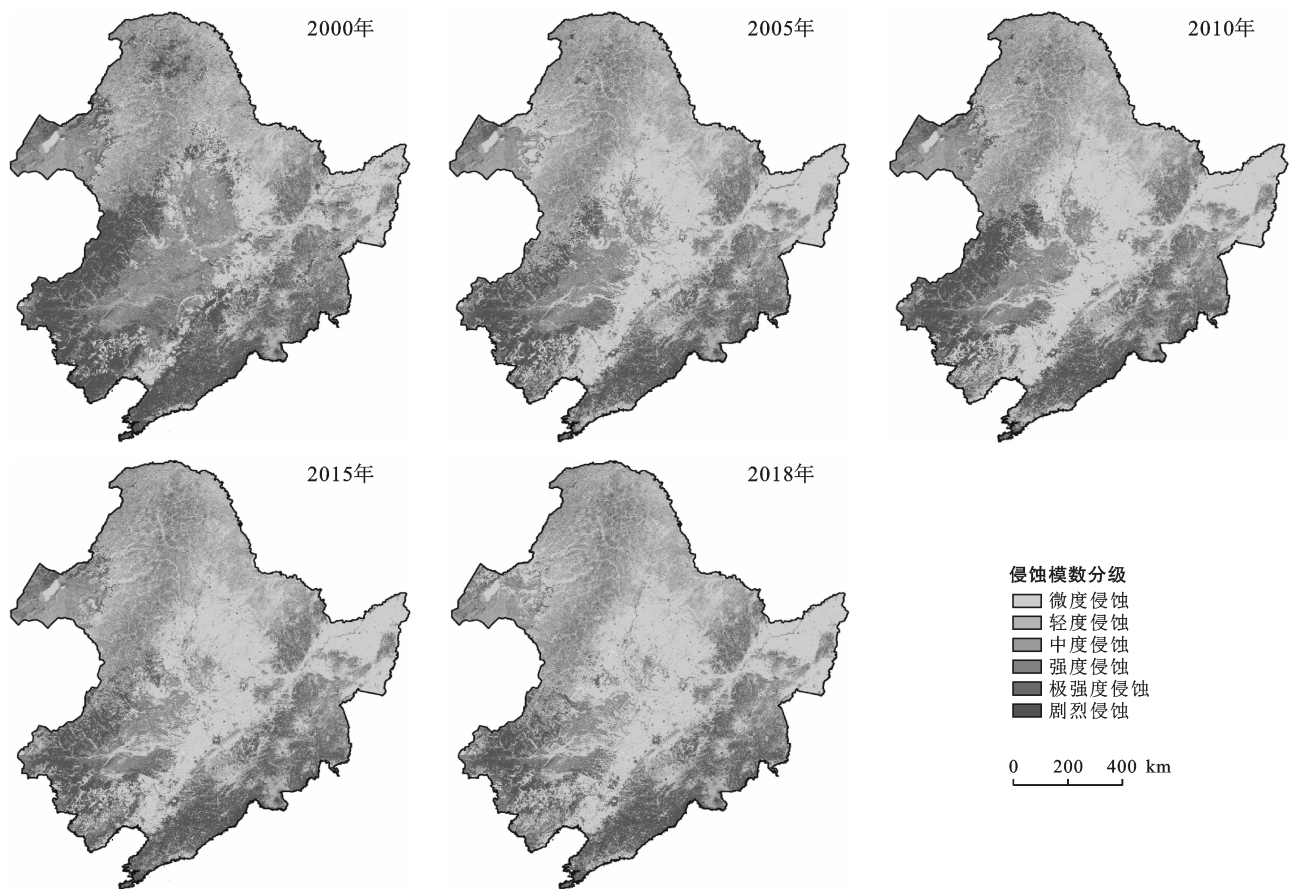 2000年
2005年
2010年
2015年
2018年
侵蚀模数分级
微度侵蚀
轻度侵蚀
中度侵蚀
强度侵蚀
极强度侵蚀
剧烈侵蚀
0 200 400 km